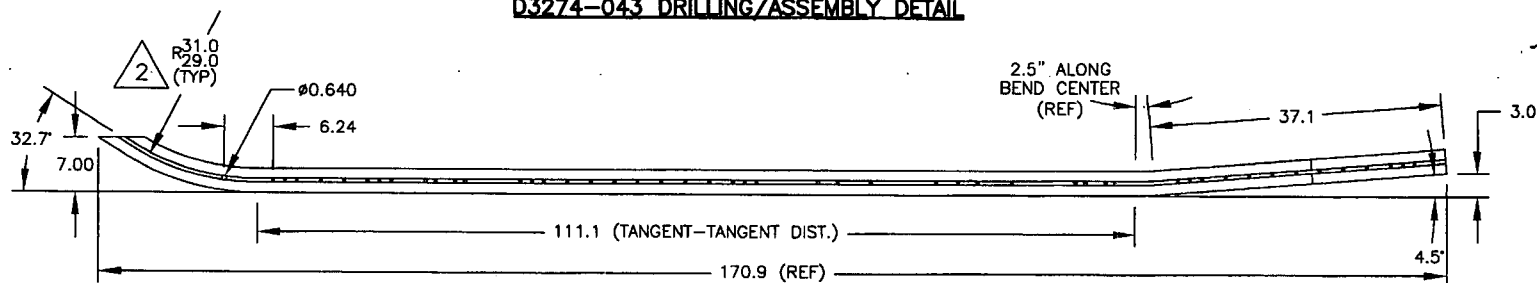 D3274-043 DRILLING/ASSEMBLY DETAIL
2
R31.0
29.0
(TYP)
Ø0.640
6.24
32.7°
7.00
2.5" ALONG
BEND CENTER
(REF)
37.1
3.0
111.1 (TANGENT-TANGENT DIST.)
4.5°
170.9 (REF)